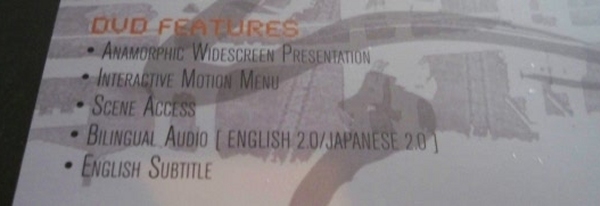 DVD FEATURES
• ANAMORPHIC WIDESCREEN PRESENTATION
• INTERACTIVE MOTION MENU
• SCENE ACCESS
• BILINGUAL AUDIO [ ENGLISH 2.0/JAPANESE 2.0 ]
• ENGLISH SUBTITLE